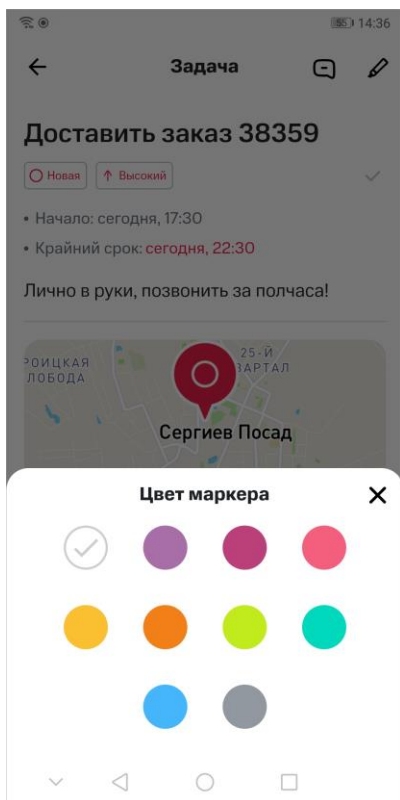 55 14:36
Задача
Доставить заказ 38359
Новая Высокий
• Начало: сегодня, 17:30
• Крайний срок: сегодня, 22:30
Лично в руки, позвонить за полчаса!
РОИЦКАЯ
ЛОБОДА
25-Й
ВАРТАЛ
Сергиев Посад
Цвет маркера